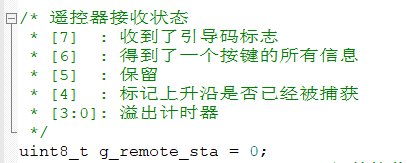 /* 遥控器接收状态
 * [7]  : 收到了引导码标志
 * [6]  : 得到了一个按键的所有信息
 * [5]  : 保留
 * [4]  : 标记上升沿是否已经被捕获
 * [3:0]: 溢出计时器
 */
uint8_t g_remote_sta = 0;